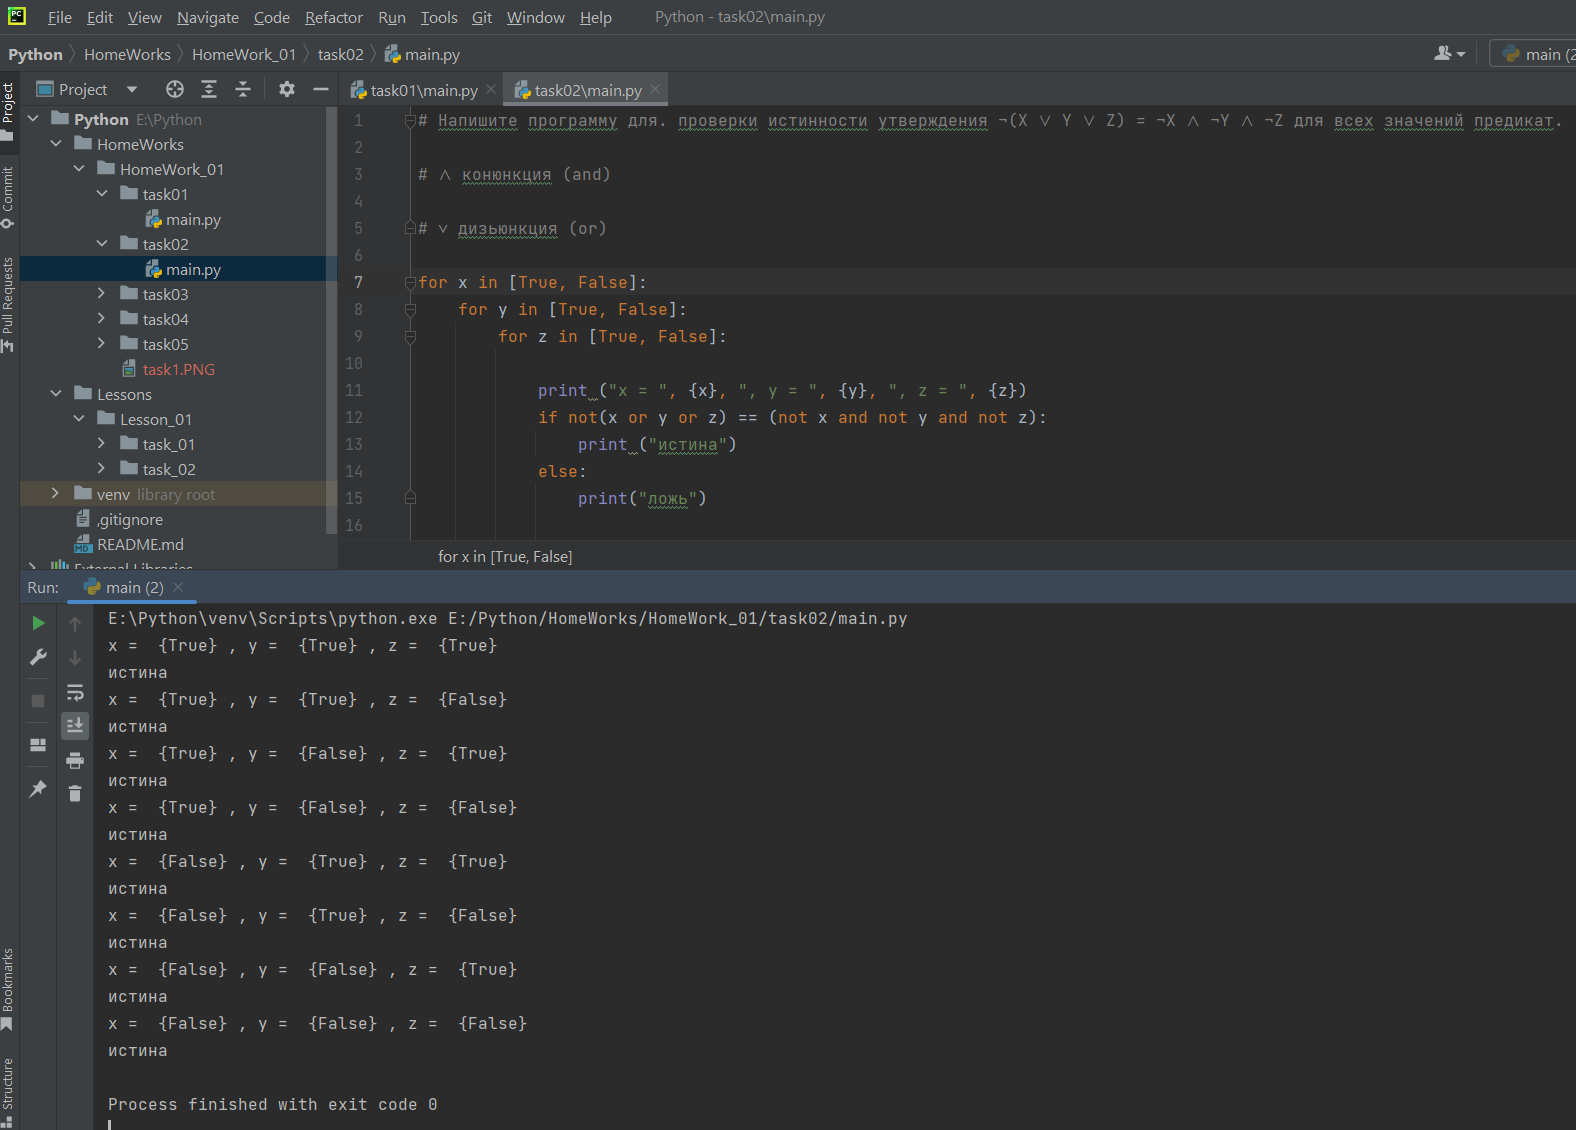 File Edit View Navigate Code Refactor Run Tools Git Window Help Python - task02\main.py
Python HomeWorks HomeWork_01 task02 main.py main (2
Project task01\main.py task02\main.py
Project
Commit
Pull Requests
Bookmarks
Structure
Python E:\Python
HomeWorks
HomeWork_01
task01
main.py
task02
main.py
task03
task04
task05
task1.PNG
Lessons
Lesson_01
task_01
task_02
venv library root
,gitignore
README.md
External Libraries
1 # Напишите программу для. проверки истинности утверждения ¬(X ∨ Y ∨ Z) = ¬X ∧ ¬Y ∧ ¬Z для всех значений предикат.
2
3 # ∧ конюнкция (and)
4
5 # ∨ дизьюнкция (or)
6
7 for x in [True, False]:
8 for y in [True, False]:
9 for z in [True, False]:
10
11 print ("x = ", {x}, ", y = ", {y}, ", z = ", {z})
12 if not(x or y or z) == (not x and not y and not z):
13 print ("истина")
14 else:
15 print("ложь")
16
for x in [True, False]
Run: main (2)
E:\Python\venv\Scripts\python.exe E:/Python/HomeWorks/HomeWork_01/task02/main.py
x =  {True} , y =  {True} , z =  {True}
истина
x =  {True} , y =  {True} , z =  {False}
истина
x =  {True} , y =  {False} , z =  {True}
истина
x =  {True} , y =  {False} , z =  {False}
истина
x =  {False} , y =  {True} , z =  {True}
истина
x =  {False} , y =  {True} , z =  {False}
истина
x =  {False} , y =  {False} , z =  {True}
истина
x =  {False} , y =  {False} , z =  {False}
истина
Process finished with exit code 0